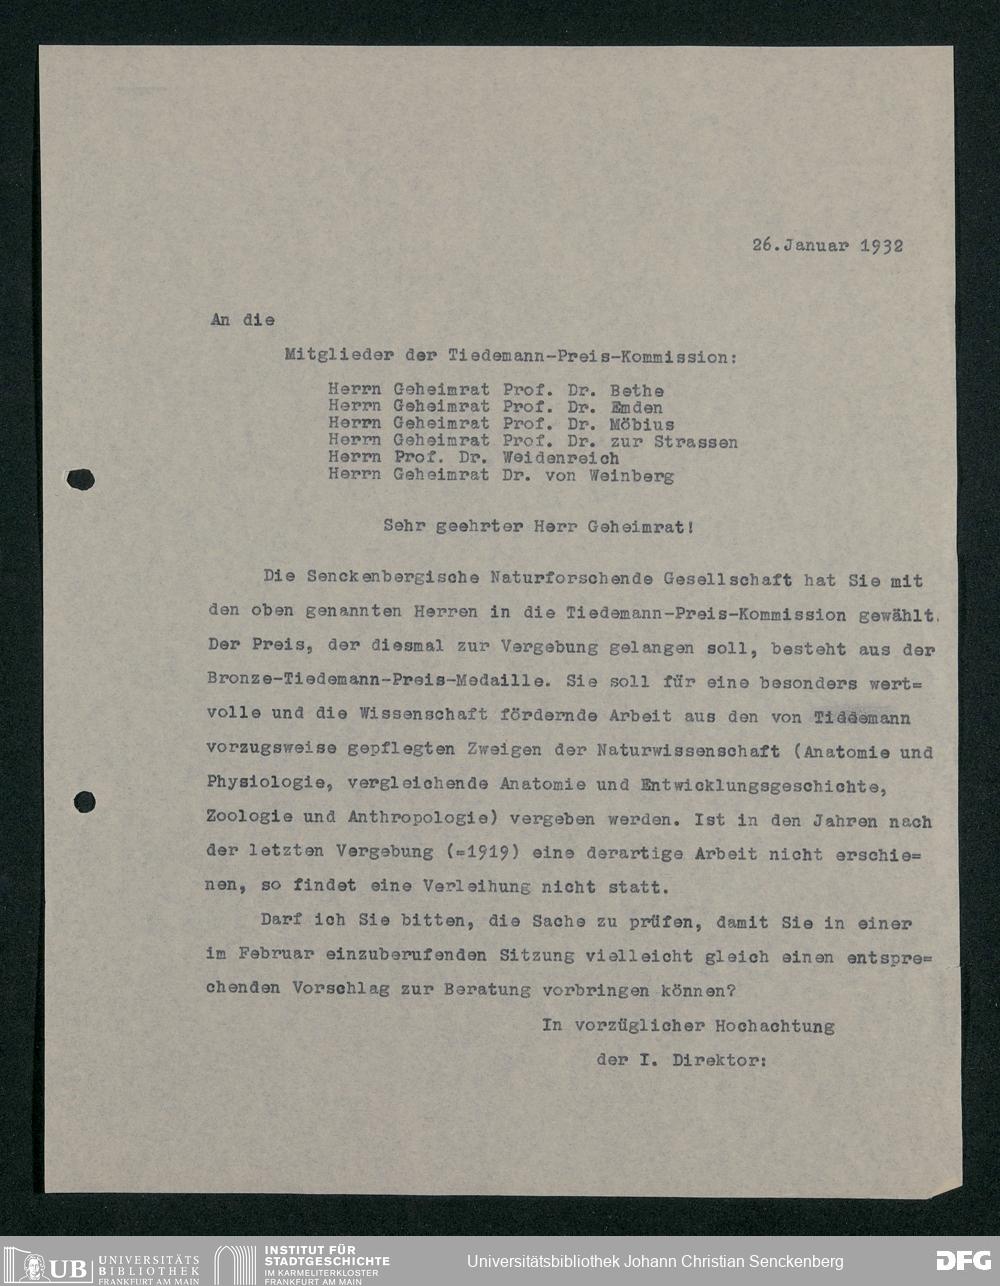 26.Januar 1932
An die
Mitglieder der Tiedemann-Preis-Kommission:
Herrn Geheimrat Prof. Dr. Bethe
Herrn Geheimrat Prof. Dr. Emden
Herrn Geheimrat Prof. Dr. Möbius
Herrn Geheimrat Prof. Dr. zur Strassen
Herrn Prof. Dr. Weidenreich
Herrn Geheimrat Dr. von Weinberg
Sehr geehrter Herr Geheimrat!
Die Senckenbergische Naturforschende Gesellschaft hat Sie mit
den oben genannten Herren in die Tiedemann-Preis-Kommission gewählt.
Der Preis, der diesmal zur Vergebung gelangen soll, besteht aus der
Bronze-Tiedemann-Preis-Medaille. Sie soll für eine besonders wert=
volle und die Wissenschaft fördernde Arbeit aus den von Tiddemann
vorzugsweise gepflegten Zweigen der Naturwissenschaft (Anatomie und
Physiologie, vergleichende Anatomie und Entwicklungsgeschichte,
Zoologie und Anthropologie) vergeben werden. Ist in den Jahren nach
der letzten Vergebung (=1919) eine derartige Arbeit nicht erschie=
nen, so findet eine Verleihung nicht statt.
Darf ich Sie bitten, die Sache zu prüfen, damit Sie in einer
im Februar einzuberufenden Sitzung vielleicht gleich einen entspre=
chenden Vorschlag zur Beratung vorbringen können?
In vorzüglicher Hochachtung
der I. Direktor:
UB UNIVERSITÄTS
BIBLIOTHEK
FRANKFURT AM MAIN
INSTITUT FÜR
STADTGESCHICHTE
IM KARMELITERKLOSTER
FRANKFURT AM MAIN
Universitätsbibliothek Johann Christian Senckenberg
DFG